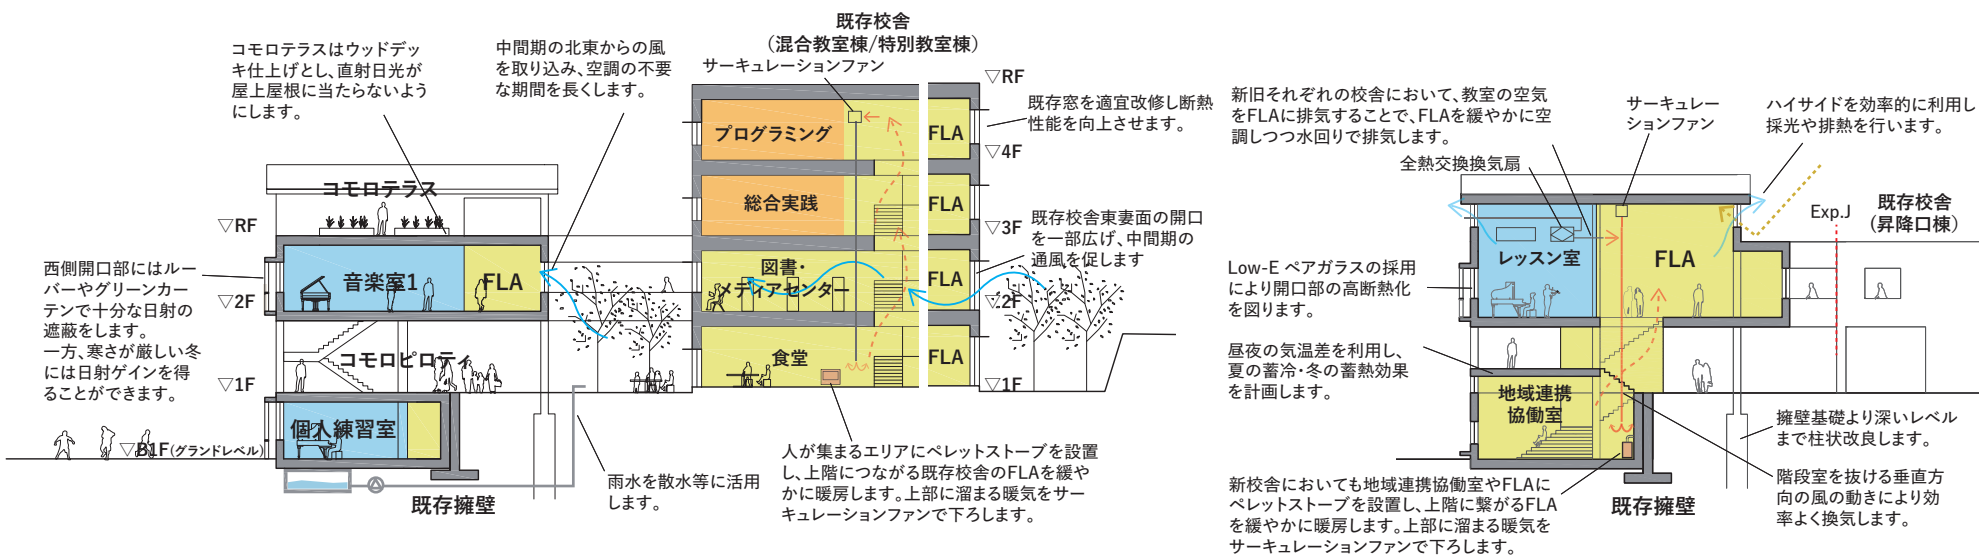 既存校舎
（混合教室棟/特別教室棟）
サーキュレーションファン
コモロテラスはウッドデッ
キ仕上げとし、直射日光が
屋上屋根に当たらないよう
にします。
中間期の北東からの風
を取り込み、空調の不要
な期間を長くします。
コモロテラス
▽RF
音楽室1
FLA
西側開口部にはルー
バーやグリーンカー
テンで十分な日射の
遮蔽をします。
一方、寒さが厳しい冬
には日射ゲインを得
ることができます。
▽2F
コモロピロティ
▽1F
個人練習室
▽B1F(グランドレベル)
既存擁壁
雨水を散水等に活用
します。
プログラミング
FLA
総合実践
FLA
図書・
メディアセンター
FLA
食堂
FLA
▽RF
既存窓を適宜改修し断熱
性能を向上させます。
▽4F
▽3F
既存校舎東妻面の開口
を一部広げ、中間期の
通風を促します
▽2F
▽1F
人が集まるエリアにペレットストーブを設置
し、上階につながる既存校舎のFLAを緩や
かに暖房します。上部に溜まる暖気をサー
キュレーションファンで下ろします。
新旧それぞれの校舎において、教室の空気
をFLAに排気することで、FLAを緩やかに空
調しつつ水回りで排気します。
全熱交換換気扇
サーキュレー
ションファン
ハイサイドを効率的に利用し
採光や排熱を行います。
Exp.J
既存校舎
（昇降口棟）
レッスン室
FLA
Low-E ペアガラスの採用
により開口部の高断熱化
を図ります。
昼夜の気温差を利用し、
夏の蓄冷・冬の蓄熱効果
を計画します。
地域連携
協働室
擁壁基礎より深いレベル
まで柱状改良します。
階段室を抜ける垂直方
向の風の動きにより効
率よく換気します。
既存擁壁
新校舎においても地域連携協働室やFLAに
ペレットストーブを設置し、上階に繋がるFLA
を緩やかに暖房します。上部に溜まる暖気を
サーキュレーションファンで下ろします。